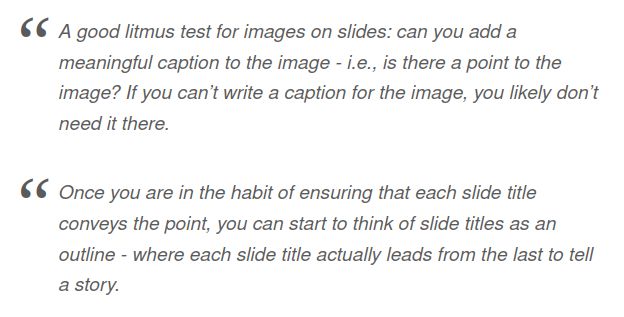 “ A good litmus test for images on slides: can you add a
meaningful caption to the image - i.e., is there a point to the
image? If you can’t write a caption for the image, you likely don’t
need it there.
“ Once you are in the habit of ensuring that each slide title
conveys the point, you can start to think of slide titles as an
outline - where each slide title actually leads from the last to tell
a story.